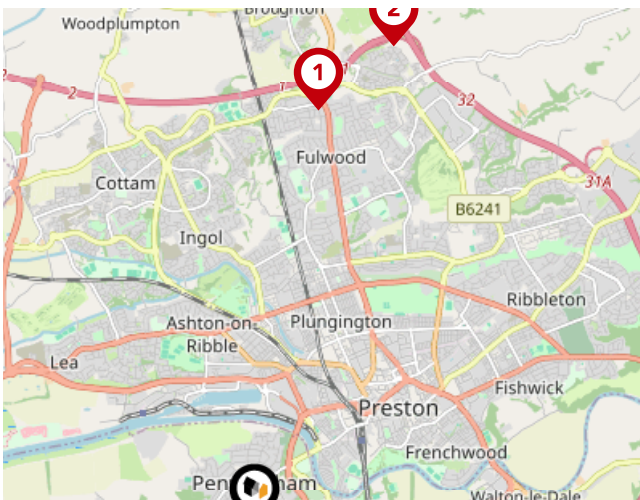 Broughton
2
Woodplumpton
1
1
2
32
Fulwood
31A
Cottam
B6241
Ingol
Ribbleton
Ashton-on-
Ribble
Plungington
Lea
Fishwick
Preston
Frenchwood
Walton-le-Dale